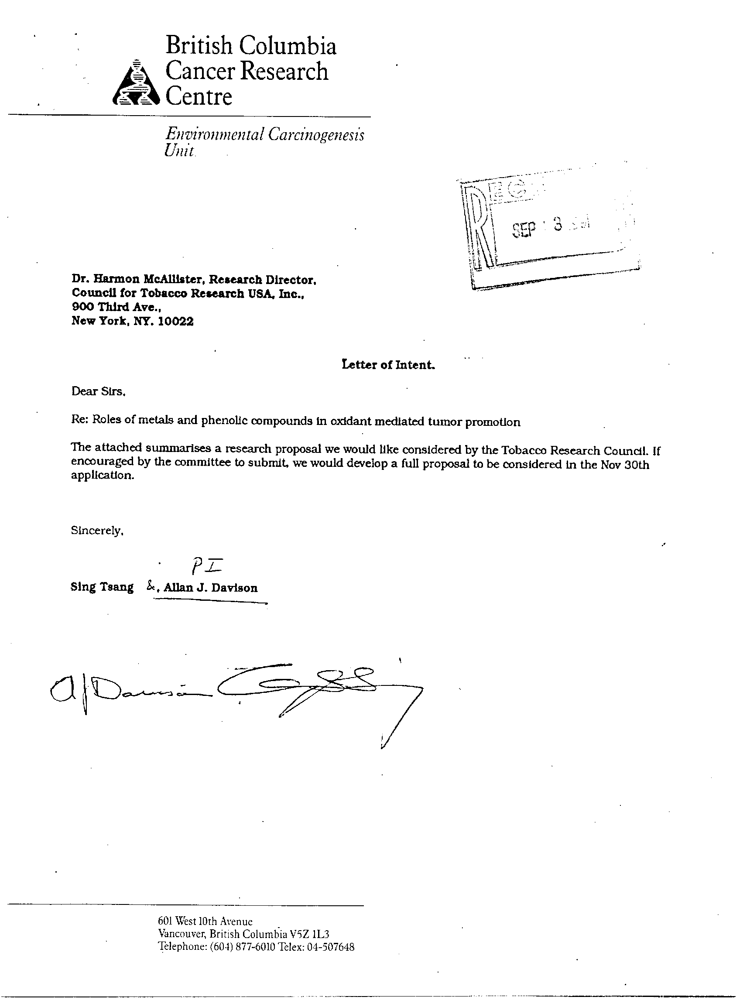 British Columbia
Cancer Research
Centre
Environmental Carcinogenesis
Unit
SEP 13
Dr. Harmon McAllister, Research Director,
Council for Tobacco Research USA, Inc.,
900 Third Ave.,
New York, NY. 10022
Letter of Intent.
Dear Sirs,
Re: Roles of metals and phenolic compounds in oxidant mediated tumor promotion
The attached summarises a research proposal we would like considered by the Tobacco Research Council. If
encouraged by the committee to submit, we would develop a full proposal to be considered in the Nov 30th
application.
Sincerely,
PI
Sing Tsang &, Allan J. Davison
AJDavison
601 West 10th Avenue
Vancouver, British Columbia V5Z 1L3
Telephone: (604) 877-6010 Telex: 04-507648